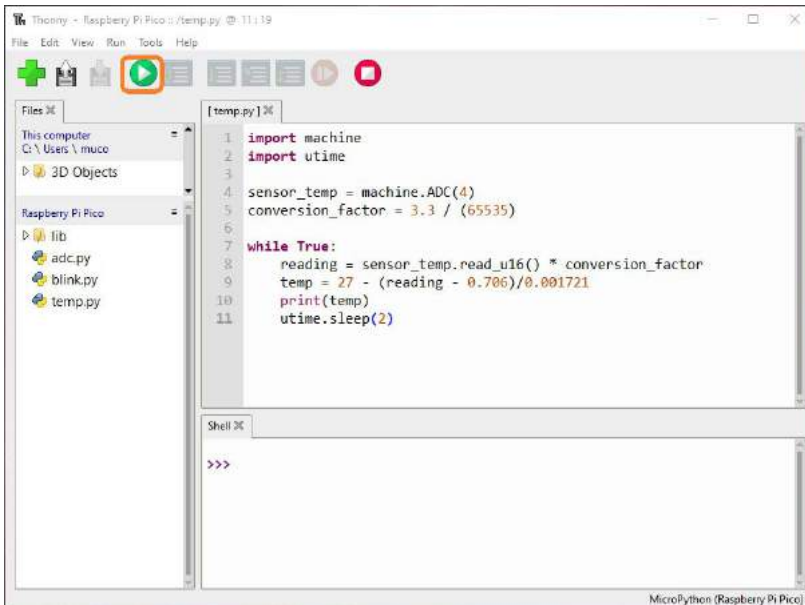 Thonny - Raspberry Pi Pico :: /temp.py @ 11:19
File Edit View Run Tools Help
Files
This computer
C: \ Users \ muco
3D Objects
Raspberry Pi Pico
lib
adc.py
blink.py
temp.py
[ temp.py ]
1 import machine
2 import utime
3
4 sensor_temp = machine.ADC(4)
5 conversion_factor = 3.3 / (65535)
6
7 while True:
8     reading = sensor_temp.read_u16() * conversion_factor
9     temp = 27 - (reading - 0.706)/0.001721
10     print(temp)
11     utime.sleep(2)
Shell
>>>
MicroPython (Raspberry Pi Pico)